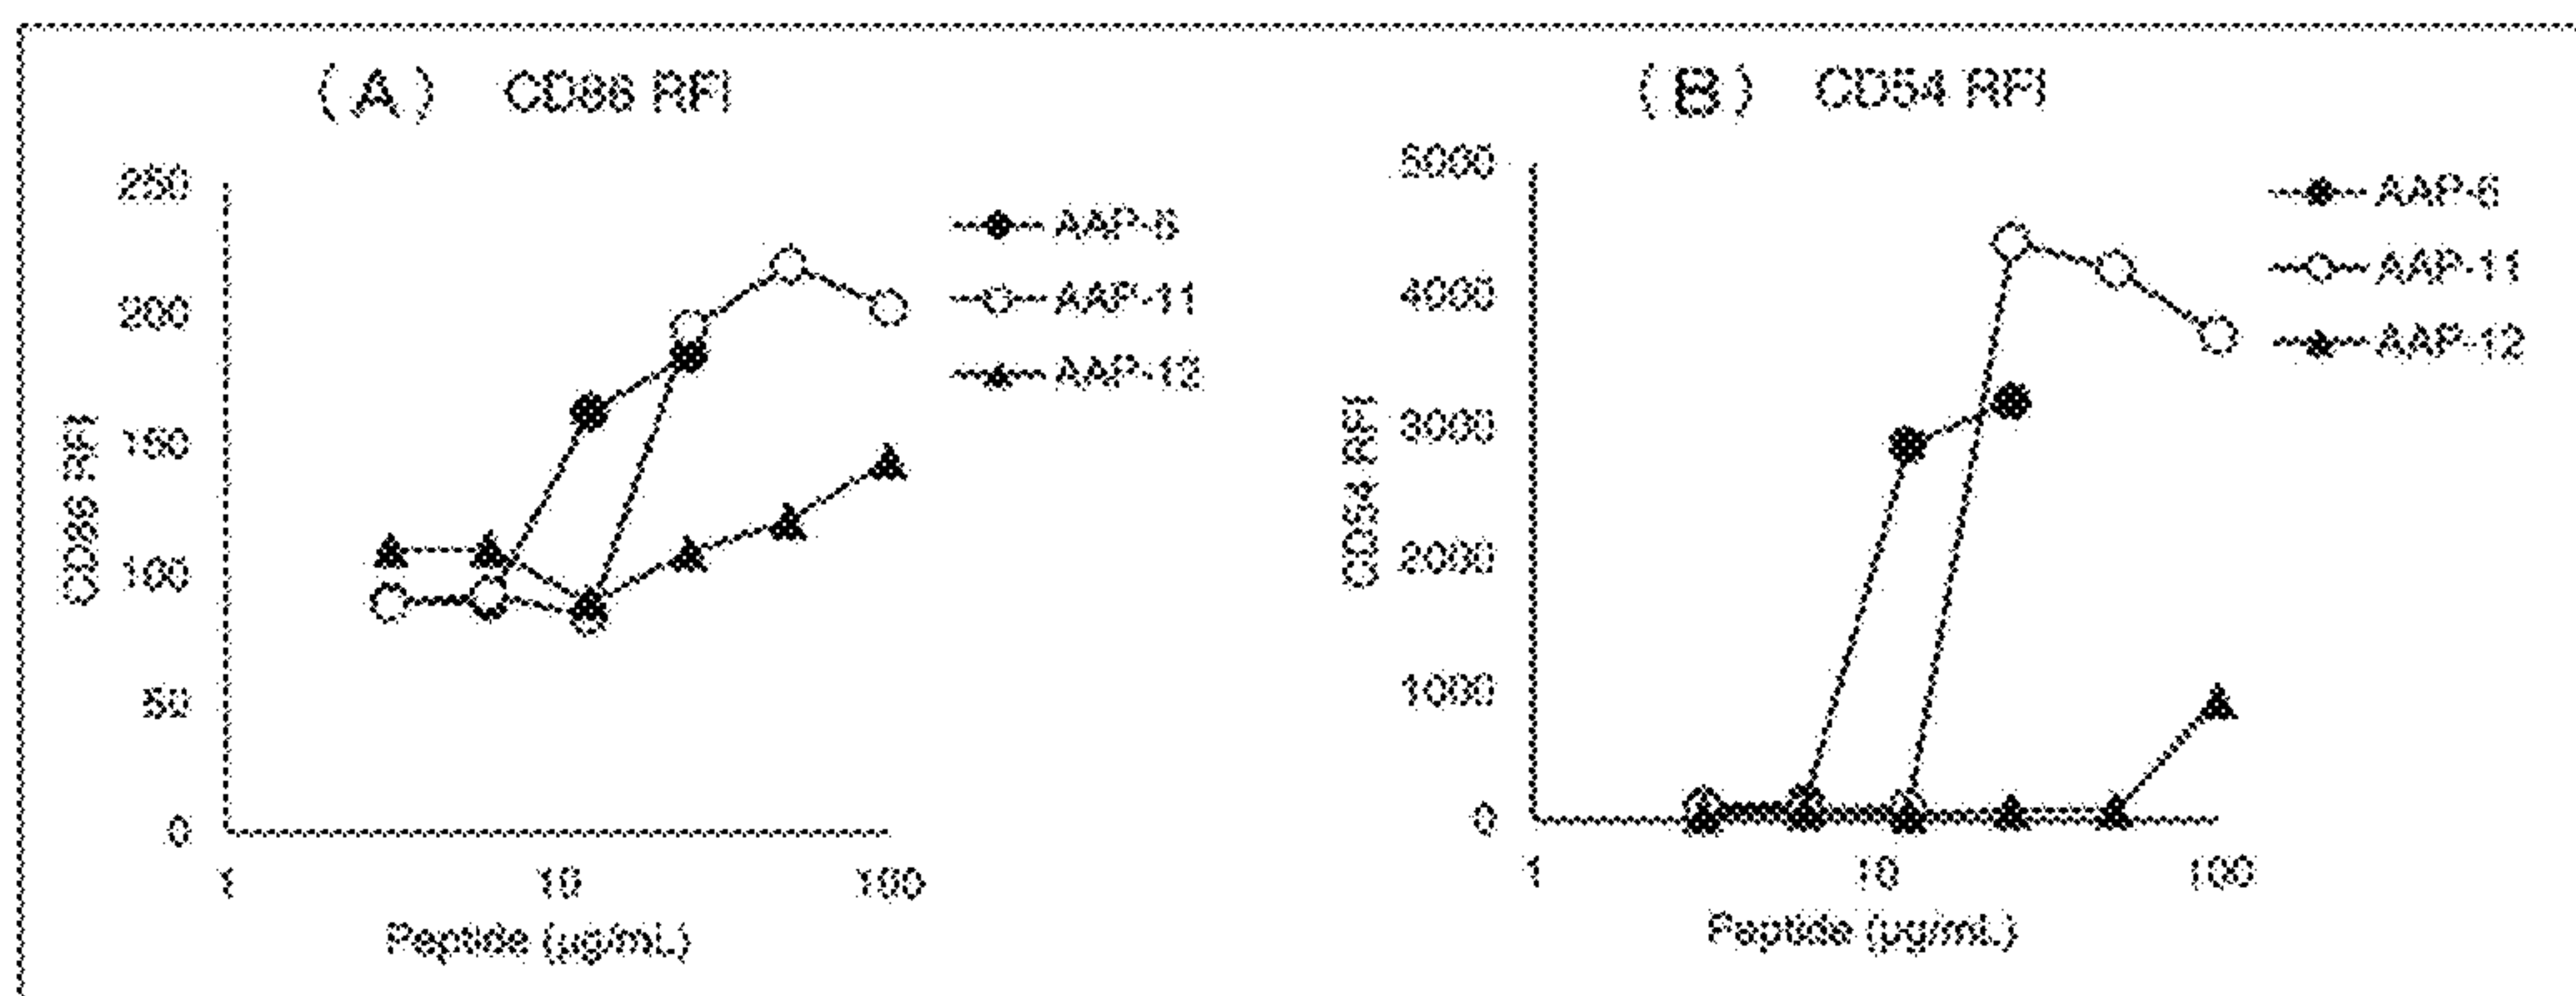 (A) CD86 RFI
250
200
150
100
50
0
CD86 RFI
1 10 100
Peptide (µg/mL)
AAP-6
AAP-11
AAP-12
(B) CD54 RFI
5000
4000
3000
2000
1000
0
CD54 RFI
1 10 100
Peptide (µg/mL)
AAP-6
AAP-11
AAP-12